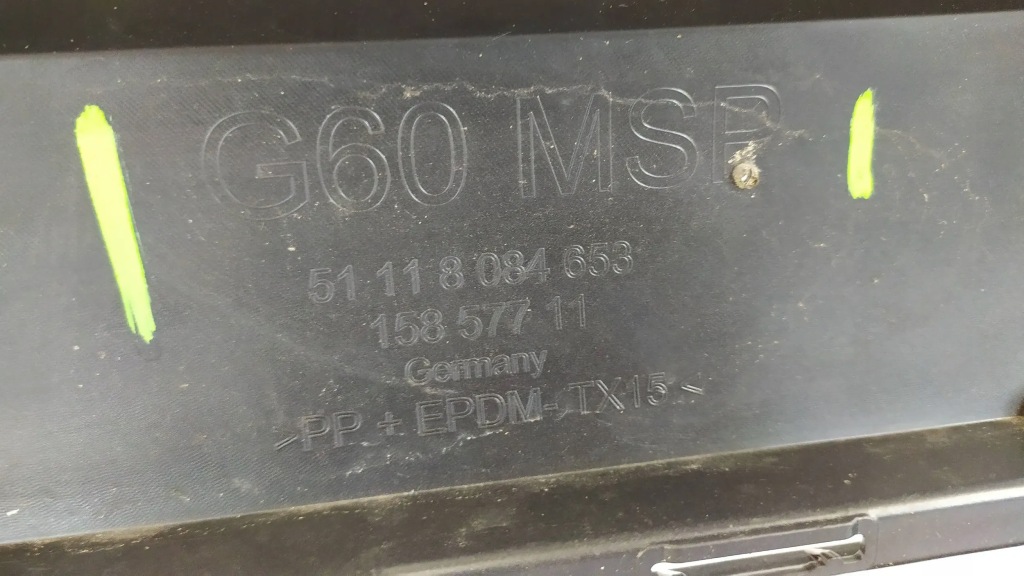 G60 MSP
51 11 8 084 653
158 577 11
Germany
>PP + EPDM-TX15<